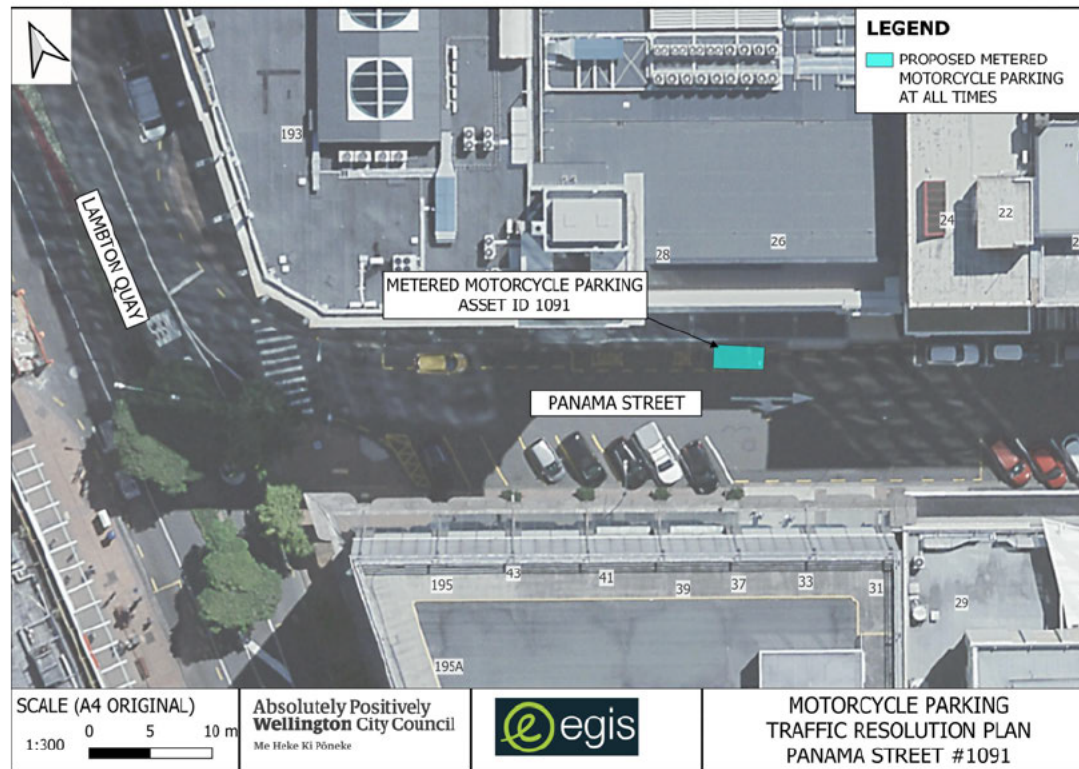 LEGEND
PROPOSED METERED
MOTORCYCLE PARKING
AT ALL TIMES
193
24
22
28
26
LAMBTON QUAY
METERED MOTORCYCLE PARKING
ASSET ID 1091
PANAMA STREET
195
43
41
39
37
33
31
29
195A
SCALE (A4 ORIGINAL)
0 5 10 m
1:300
Absolutely Positively
Wellington City Council
Me Heke Ki Pōneke
egis
MOTORCYCLE PARKING
TRAFFIC RESOLUTION PLAN
PANAMA STREET #1091